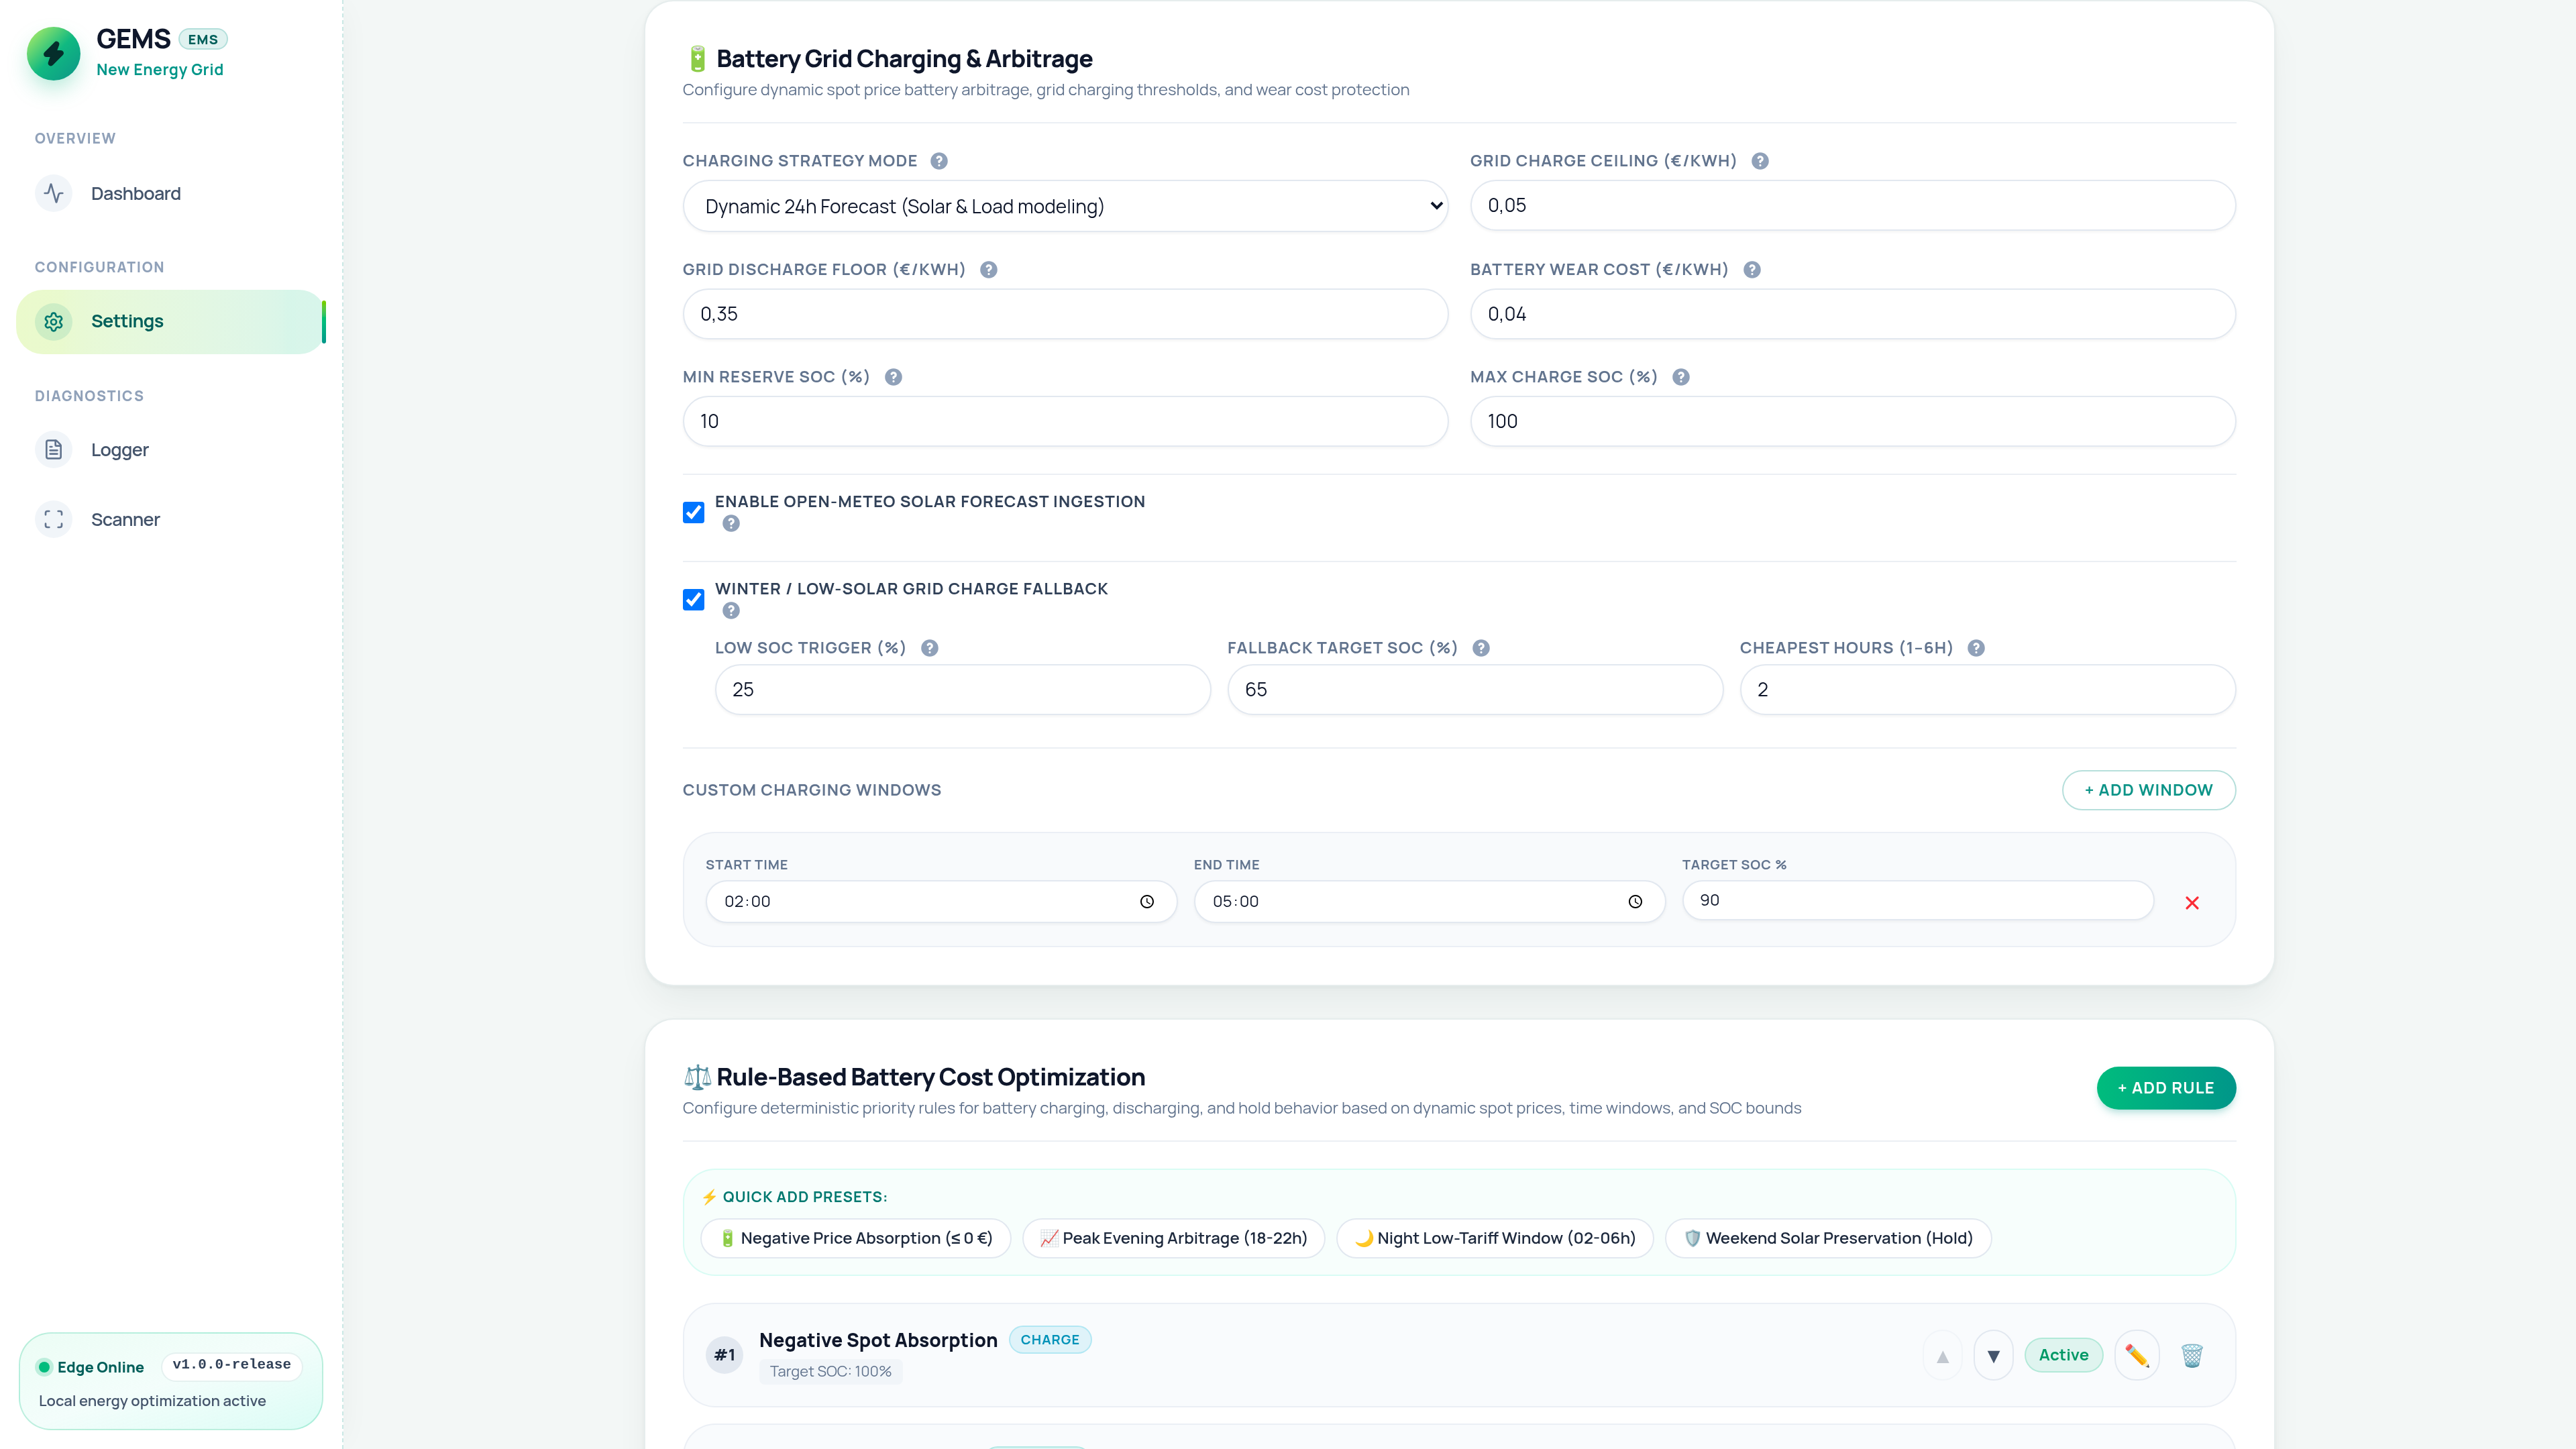 GEMS EMS
New Energy Grid
OVERVIEW
Dashboard
CONFIGURATION
Settings
DIAGNOSTICS
Logger
Scanner
Edge Online v1.0.0-release
Local energy optimization active
🔋 Battery Grid Charging & Arbitrage
Configure dynamic spot price battery arbitrage, grid charging thresholds, and wear cost protection
CHARGING STRATEGY MODE ?
Dynamic 24h Forecast (Solar & Load modeling)
GRID CHARGE CEILING (€/KWH) ?
0,05
GRID DISCHARGE FLOOR (€/KWH) ?
0,35
BATTERY WEAR COST (€/KWH) ?
0,04
MIN RESERVE SOC (%) ?
10
MAX CHARGE SOC (%) ?
100
ENABLE OPEN-METEO SOLAR FORECAST INGESTION
?
WINTER / LOW-SOLAR GRID CHARGE FALLBACK
?
LOW SOC TRIGGER (%) ?
25
FALLBACK TARGET SOC (%) ?
65
CHEAPEST HOURS (1–6H) ?
2
CUSTOM CHARGING WINDOWS
+ ADD WINDOW
START TIME
02:00
END TIME
05:00
TARGET SOC %
90
✕
⚖️ Rule-Based Battery Cost Optimization
Configure deterministic priority rules for battery charging, discharging, and hold behavior based on dynamic spot prices, time windows, and SOC bounds
+ ADD RULE
⚡ QUICK ADD PRESETS:
🔋 Negative Price Absorption (≤ 0 €)
📈 Peak Evening Arbitrage (18-22h)
🌙 Night Low-Tariff Window (02-06h)
🛡️ Weekend Solar Preservation (Hold)
#1
Negative Spot Absorption CHARGE
Target SOC: 100%
▲ ▼ Active ✏️ 🗑️